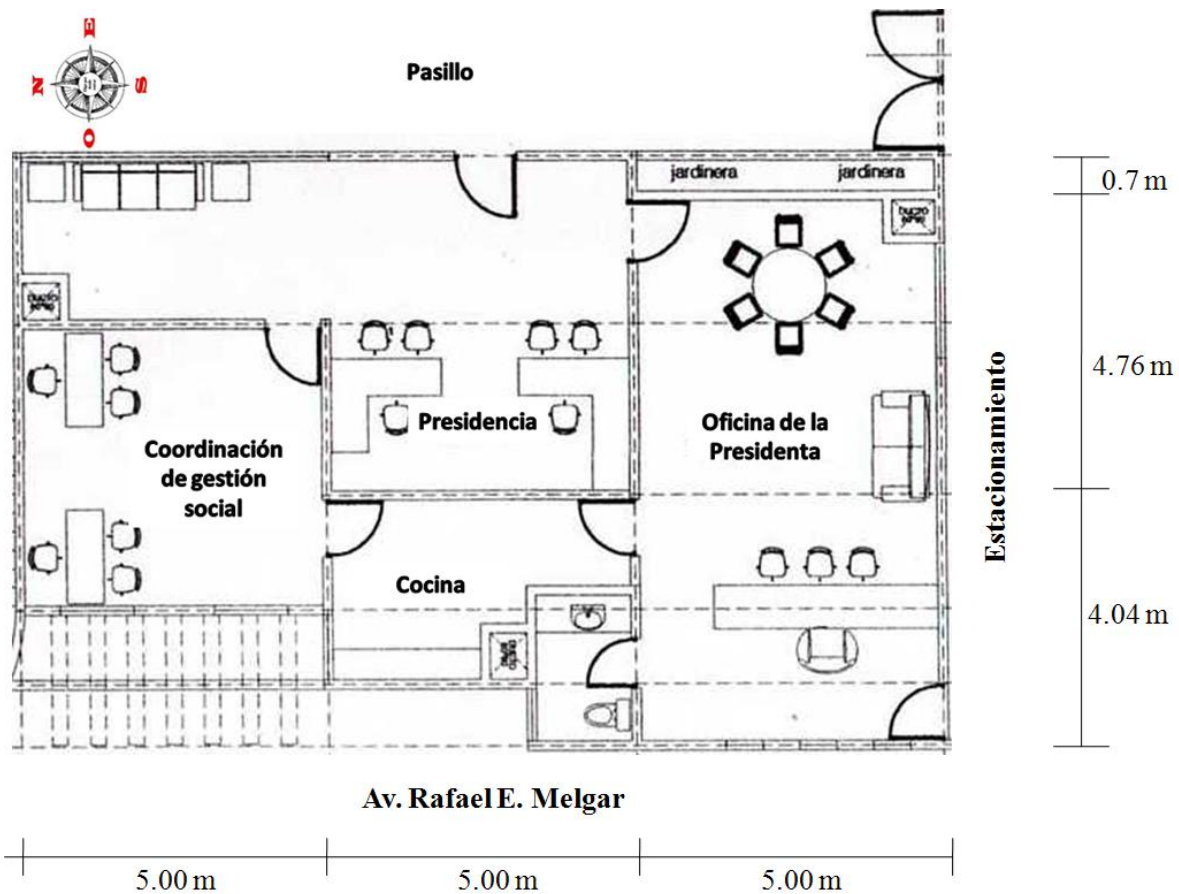 E
N
S
O
Pasillo
jardinera jardinera
0.7 m
4.76 m
Presidencia
Oficina de la
Presidenta
Coordinación
de gestión
social
Estacionamiento
Cocina
4.04 m
Av. Rafael E. Melgar
5.00 m 5.00 m 5.00 m